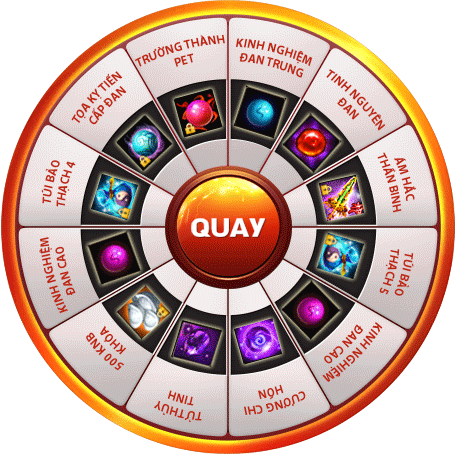 TRƯỜNG THÀNH
PET
KINH NGHIỆM
ĐAN TRUNG
TINH NGUYÊN
ĐAN
ÁM HẮC
THẦN BINH
TÚI BẢO
THẠCH 5
KINH NGHIỆM
ĐAN CAO
CƯỜNG CHI
HỒN
TỬ THỦY
TINH
500 KNB
KHÓA
KINH NGHIỆM
ĐAN CAO
TÚI BẢO
THẠCH 4
TỌA KỴ TIẾN
CẤP ĐAN
QUAY